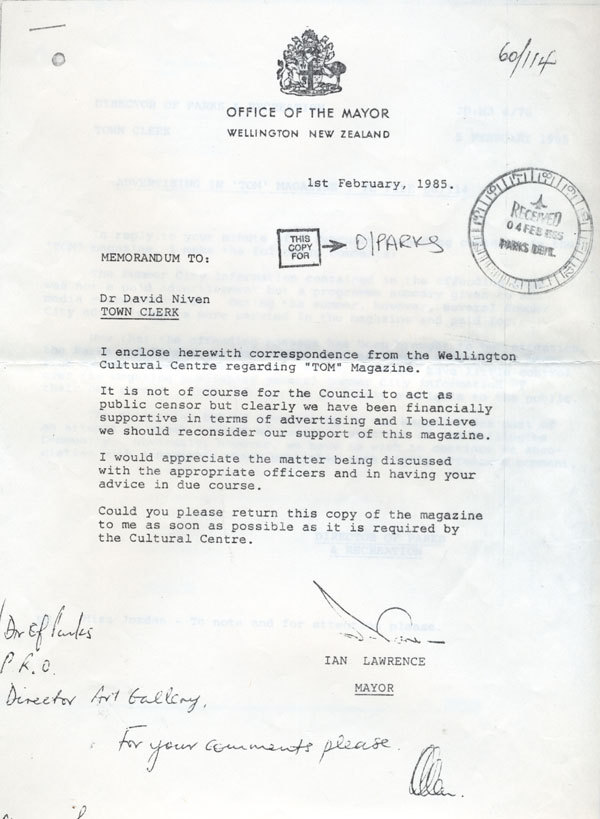 60/114
OFFICE OF THE MAYOR
WELLINGTON NEW ZEALAND
1st February, 1985.
RECEIVED
04 FEB 1985
PARKS DEPT.
THIS
COPY
FOR
D/PARKS
MEMORANDUM TO:
Dr David Niven
TOWN CLERK
I enclose herewith correspondence from the Wellington
Cultural Centre regarding "TOM" Magazine.
It is not of course for the Council to act as
public censor but clearly we have been financially
supportive in terms of advertising and I believe
we should reconsider our support of this magazine.
I would appreciate the matter being discussed
with the appropriate officers and in having your
advice in due course.
Could you please return this copy of the magazine
to me as soon as possible as it is required by
the Cultural Centre.
IAN LAWRENCE
MAYOR
Dir of Parks
P.R.O.
Director Art Gallery,
For your comments please.